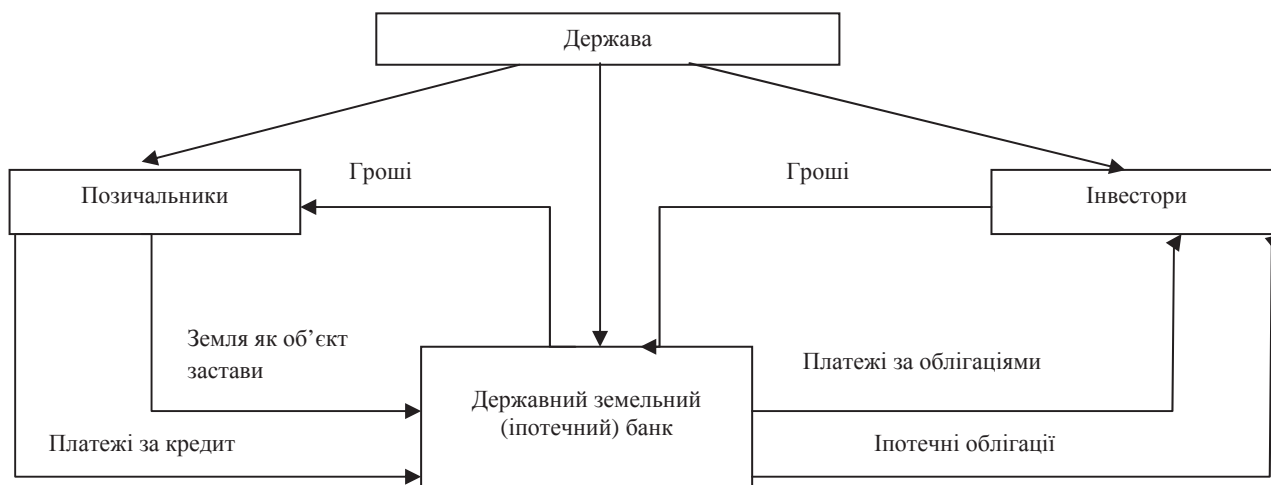 Держава
Гроші
Гроші
Позичальники
Інвестори
Земля як об’єкт
застави
Платежі за облігаціями
Державний земельний
(іпотечний) банк
Платежі за кредит
Іпотечні облігації